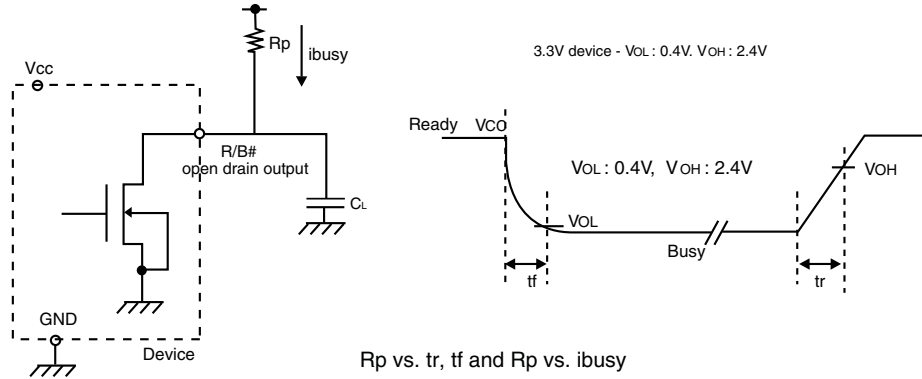 Rp
ibusy
Vcc
R/B#
open drain output
CL
GND
Device
3.3V device - VOL : 0.4V. VOH : 2.4V
Ready VCO
VOL : 0.4V, VOH : 2.4V
VOH
VOL
Busy
tf
tr
Rp vs. tr, tf and Rp vs. ibusy